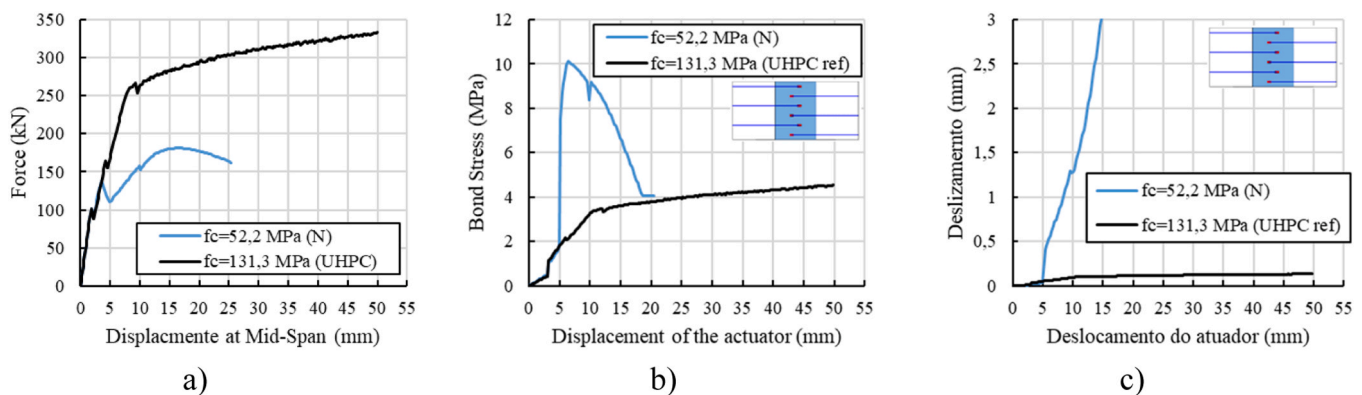 400
350
300
250
200
150
100
50
0
Force (kN)
fc=52,2 MPa (N)
fc=131,3 MPa (UHPC)
0 5 10 15 20 25 30 35 40 45 50 55
Displacmente at Mid-Span (mm)
a)
12
10
8
6
4
2
0
Bond Stress (MPa)
fc=52,2 MPa (N)
fc=131,3 MPa (UHPC ref)
0 5 10 15 20 25 30 35 40 45 50 55
Displacement of the actuator (mm)
b)
3
2,5
2
1,5
1
0,5
0
Deslizamernto (mm)
fc=52,2 MPa (N)
fc=131,3 MPa (UHPC ref)
0 5 10 15 20 25 30 35 40 45 50 55
Deslocamento do atuador (mm)
c)